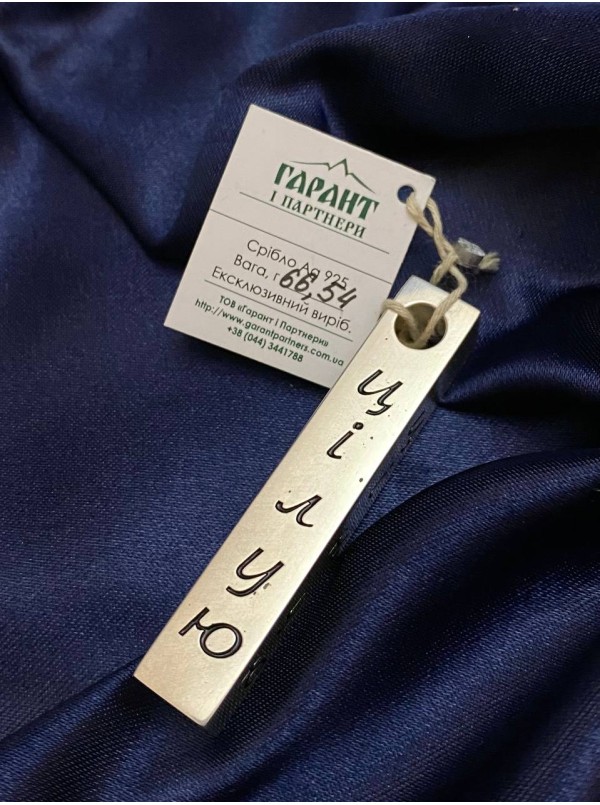 ГАРАНТ
І ПАРТНЕРИ
Срібло Ag 925
Вага, г 66,54
Ексклюзивний виріб.
ТОВ «Гарант і Партнери»
http://www.garantpartners.com.ua
+38 (044) 3441788
цілую